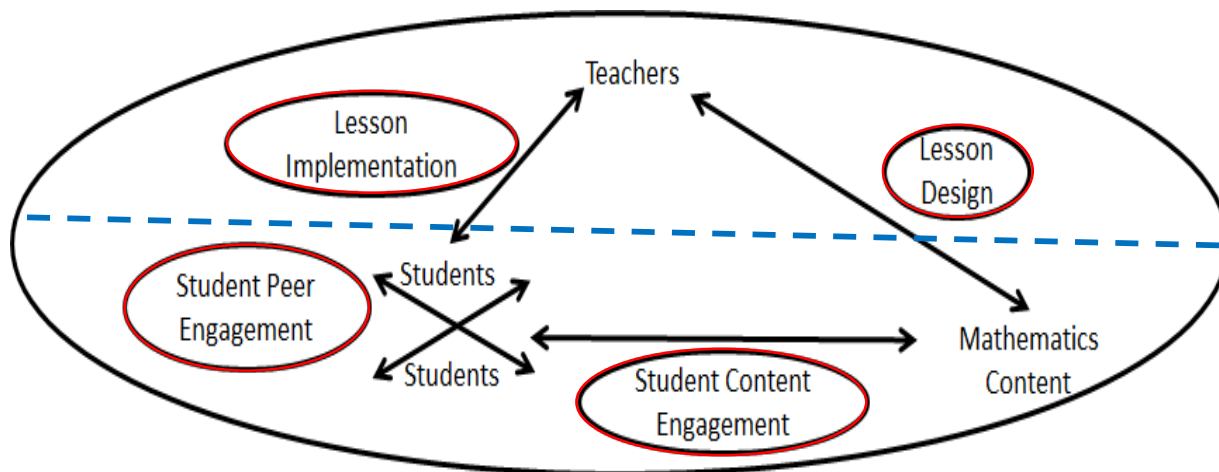 Teachers
Lesson
Implementation
Lesson
Design
Students
Student Peer
Engagement
Students
Mathematics
Content
Student Content
Engagement